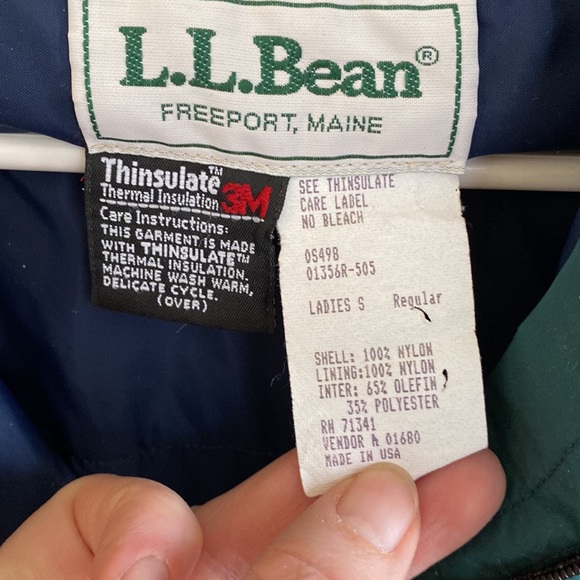 L.L.Bean®
FREEPORT, MAINE
Thinsulate™
Thermal Insulation 3M
Care Instructions:
THIS GARMENT IS MADE
WITH THINSULATE™
THERMAL INSULATION.
MACHINE WASH WARM,
DELICATE CYCLE.
(OVER)
SEE THINSULATE
CARE LABEL
NO BLEACH
OS49B
01356R-505
LADIES S Regular
SHELL: 100% NYLON
LINING:100% NYLON
INTER: 65% OLEFIN
35% POLYESTER
RN 71341
VENDOR A 01680
MADE IN USA